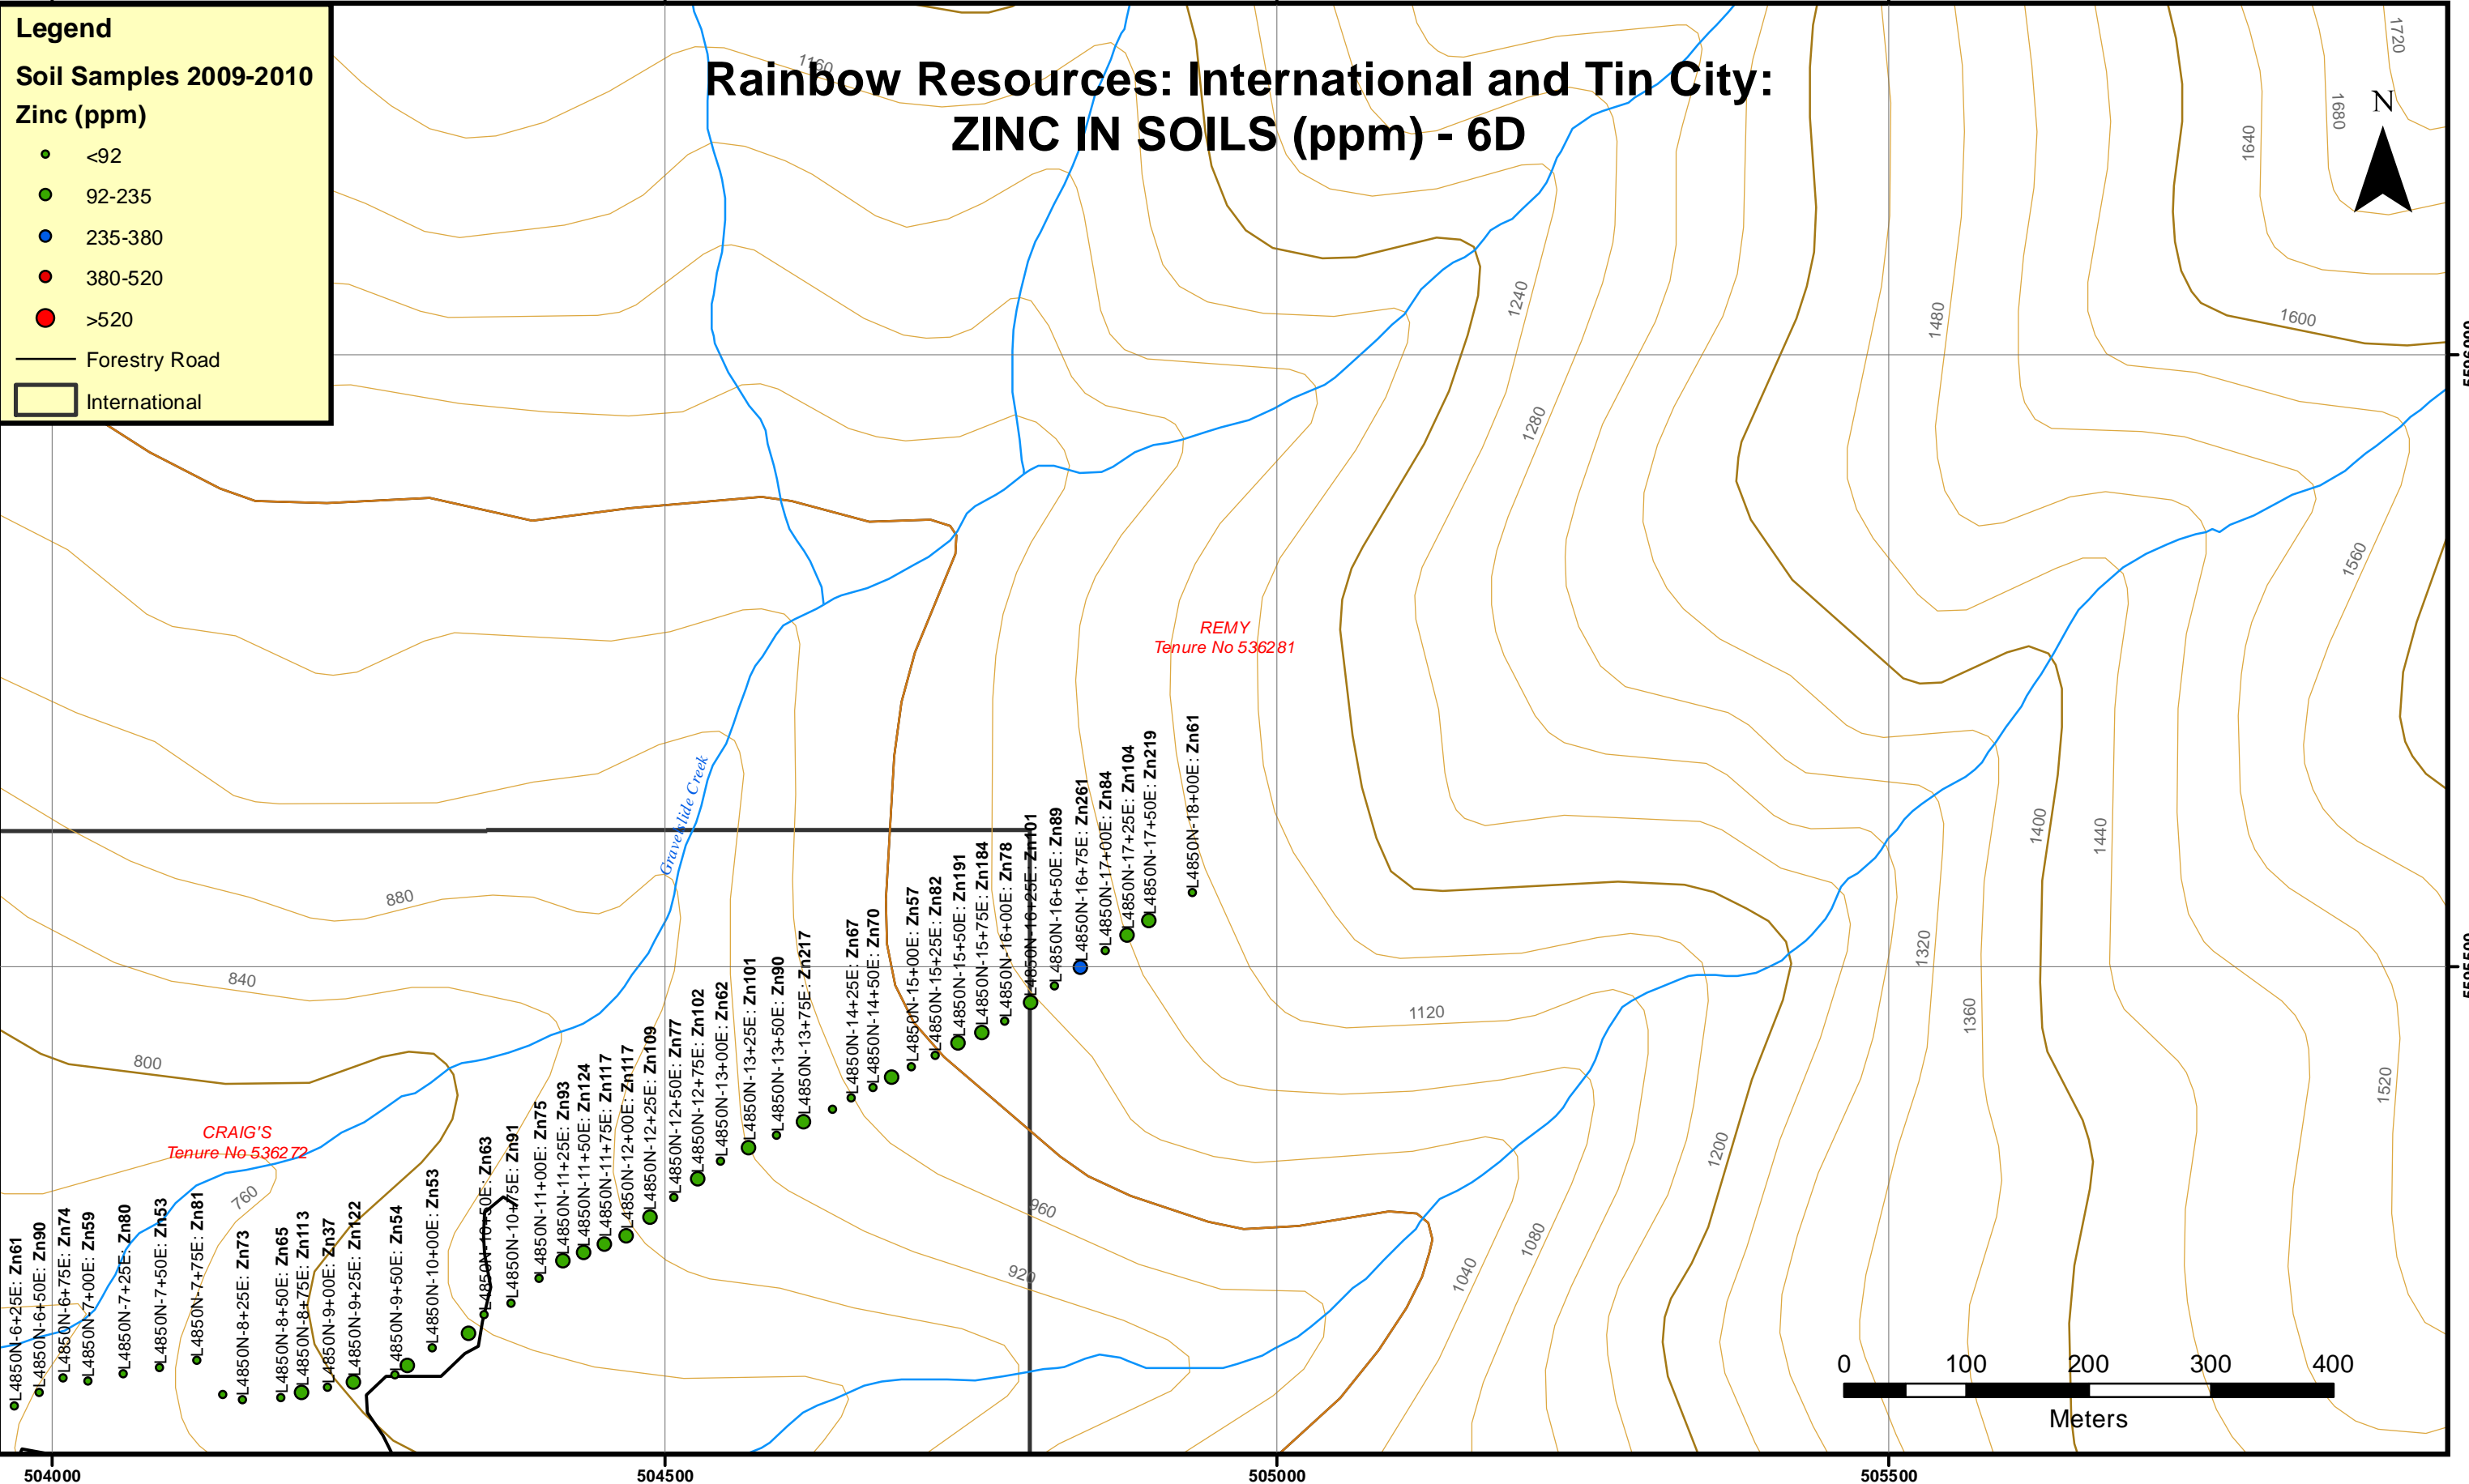 Legend
Soil Samples 2009-2010
Zinc (ppm)
<92
92-235
235-380
380-520
>520
Forestry Road
International
Rainbow Resources: International and Tin City:
ZINC IN SOILS (ppm) - 6D
N
1160
1720
1680
1640
1600
1240
1280
1480
1560
REMY
Tenure No 536281
Gravelslide Creek
880
840
800
760
CRAIG'S
Tenure No 536272
1400
1440
1320
1360
1120
1200
1520
960
920
1040
1080
L4850N-6+25E: Zn61
L4850N-6+50E: Zn90
L4850N-6+75E: Zn74
L4850N-7+00E: Zn59
L4850N-7+25E: Zn80
L4850N-7+50E: Zn53
L4850N-7+75E: Zn81
L4850N-8+25E: Zn73
L4850N-8+50E: Zn65
L4850N-8+75E: Zn113
L4850N-9+00E: Zn37
L4850N-9+25E: Zn122
L4850N-9+50E: Zn54
L4850N-10+00E: Zn53
L4850N-10+50E: Zn63
L4850N-10+75E: Zn91
L4850N-11+00E: Zn75
L4850N-11+25E: Zn93
L4850N-11+50E: Zn124
L4850N-11+75E: Zn117
L4850N-12+00E: Zn117
L4850N-12+25E: Zn109
L4850N-12+50E: Zn77
L4850N-12+75E: Zn102
L4850N-13+00E: Zn62
L4850N-13+25E: Zn101
L4850N-13+50E: Zn90
L4850N-13+75E: Zn217
L4850N-14+25E: Zn67
L4850N-14+50E: Zn70
L4850N-15+00E: Zn57
L4850N-15+25E: Zn82
L4850N-15+50E: Zn191
L4850N-15+75E: Zn184
L4850N-16+00E: Zn78
L4850N-16+25E: Zn101
L4850N-16+50E: Zn89
L4850N-16+75E: Zn261
L4850N-17+00E: Zn84
L4850N-17+25E: Zn104
L4850N-17+50E: Zn219
L4850N-18+00E: Zn61
0 100 200 300 400
Meters
504000 504500 505000 505500